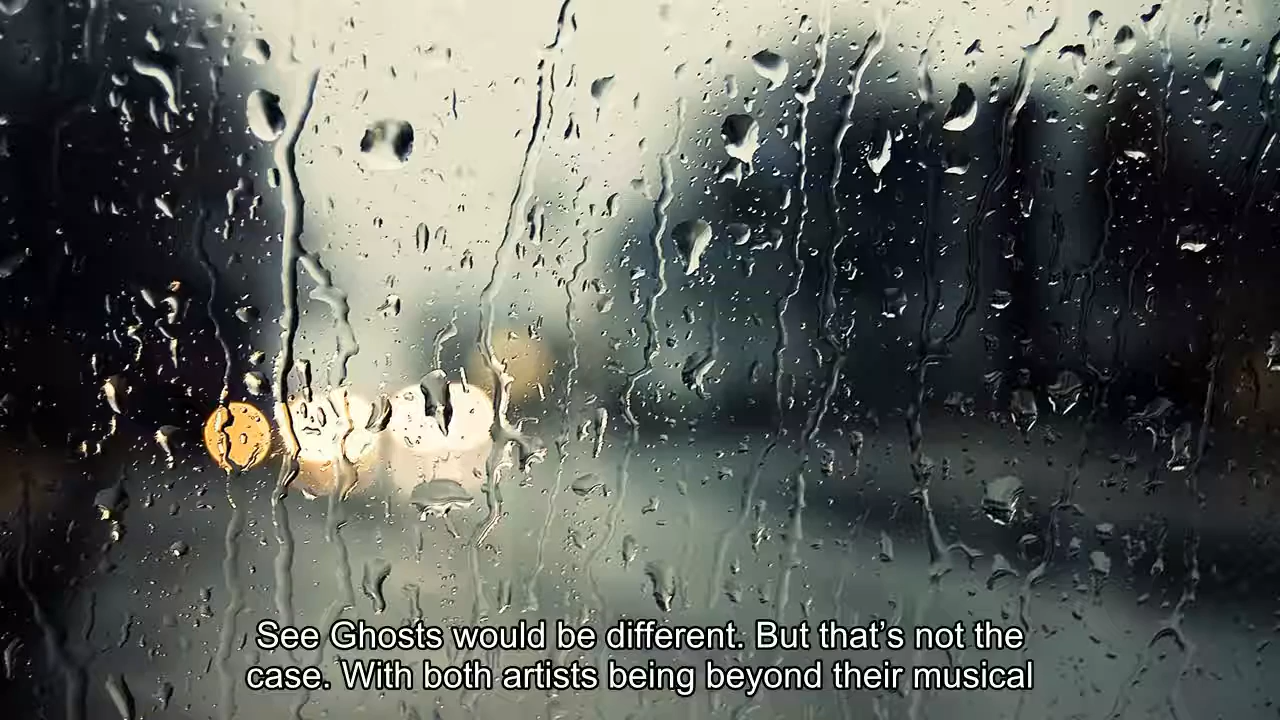 See Ghosts would be different. But that’s not the
case. With both artists being beyond their musical